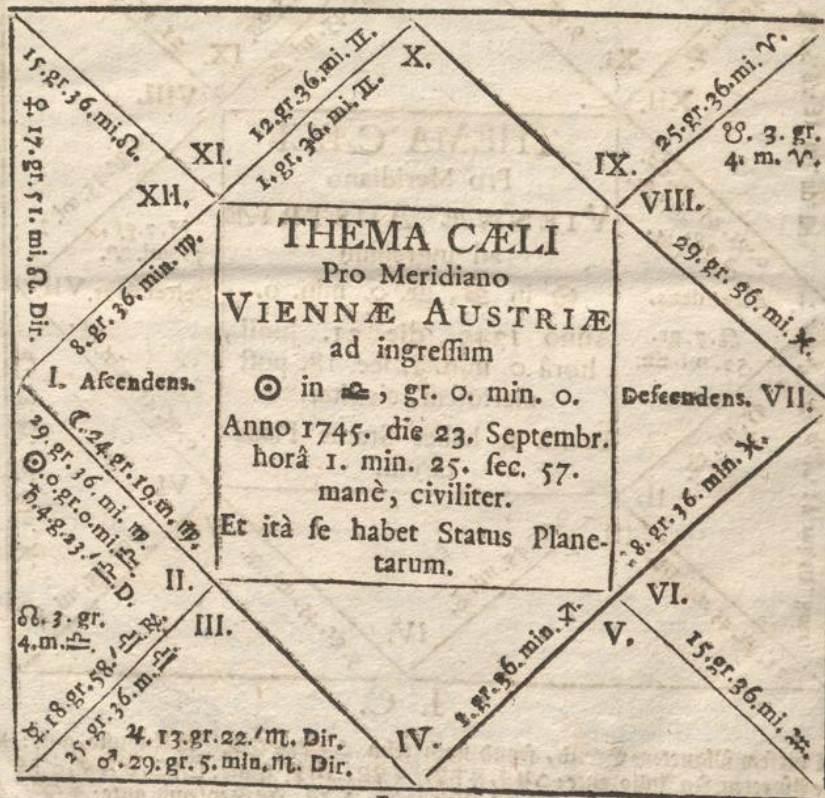 15.gr.36.mi.♌.
12.gr.36.mi.♊.
1.gr.36.mi.♊.
X.
25.gr.36.mi.♈.
☋. 3. gr.
4. m. ♈.
XI.
IX.
XII.
VIII.
♀. 17.gr.51.mi.♌. Dir.
8.gr.36.min.♍.
29.gr.36.mi.♓.
THEMA CÆLI
Pro Meridiano
VIENNÆ AUSTRIÆ
ad ingreſſum
☉ in ♎, gr. 0. min. 0.
Anno 1745. die 23. Septembr.
horâ 1. min. 25. ſec. 57.
manè, civiliter.
Et ità ſe habet Status Plane-
tarum.
I. Aſcendens.
Deſcendens. VII.
☾.24.gr.19.m.♍.
29.gr.36.mi.♍.
☉.0.gr.0.mi.♎.
♄.4.g.23.′♎.D.
8.gr.36.min.♓.
II.
III.
VI.
V.
☊.3.gr.
4.m.♎.
☿.18.gr.58.′♎.℞.
25.gr.36.m.♎.
1.gr.36.min.♐.
15.gr.36.mi.♒.
♃.13.gr.22.′♏. Dir.
♂.29.gr.5.min.♏. Dir.
IV.